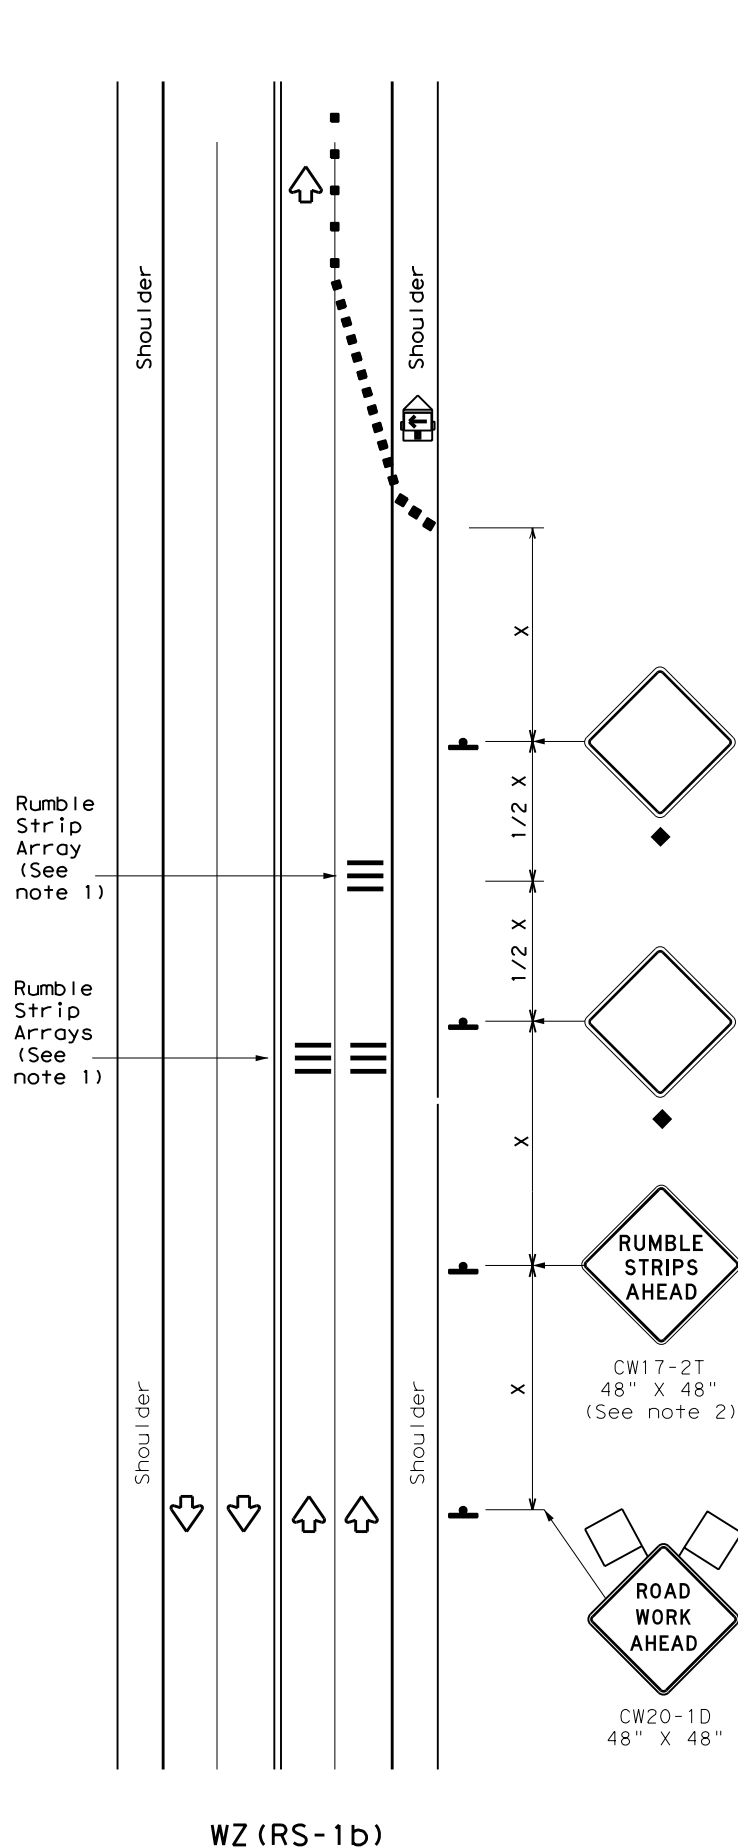 Shoulder
Shoulder
X
1/2 X
Rumble
Strip
Array
(See
note 1)
1/2 X
Rumble
Strip
Arrays
(See
note 1)
X
RUMBLE
STRIPS
AHEAD
CW17-2T
48" X 48"
(See note 2)
X
Shoulder
Shoulder
ROAD
WORK
AHEAD
CW20-1D
48" X 48"
WZ(RS-1b)